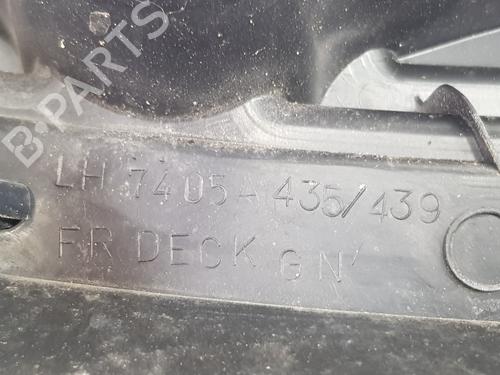 B-PARTS
LH 7405-435/439
FR DECK GN'